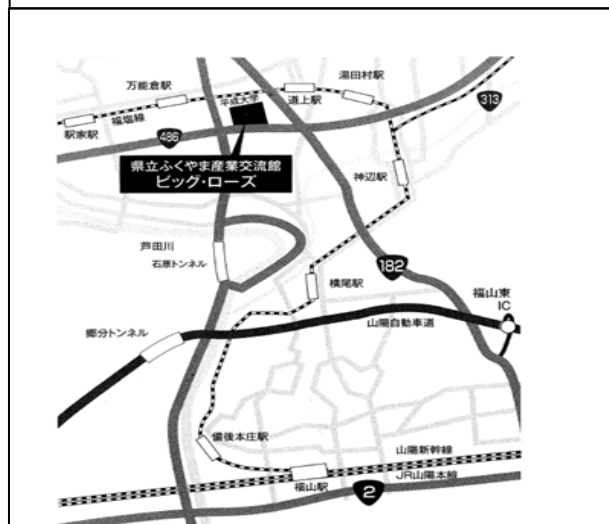 湯田村駅
万能倉駅
平成大学
道上駅
313
駅家駅
福塩線
486
県立ふくやま産業交流館
ビッグ・ローズ
神辺駅
芦田川
石原トンネル
182
横尾駅
福山東
IC
山陽自動車道
郷分トンネル
備後本庄駅
山陽新幹線
福山駅
JR山陽本線
2